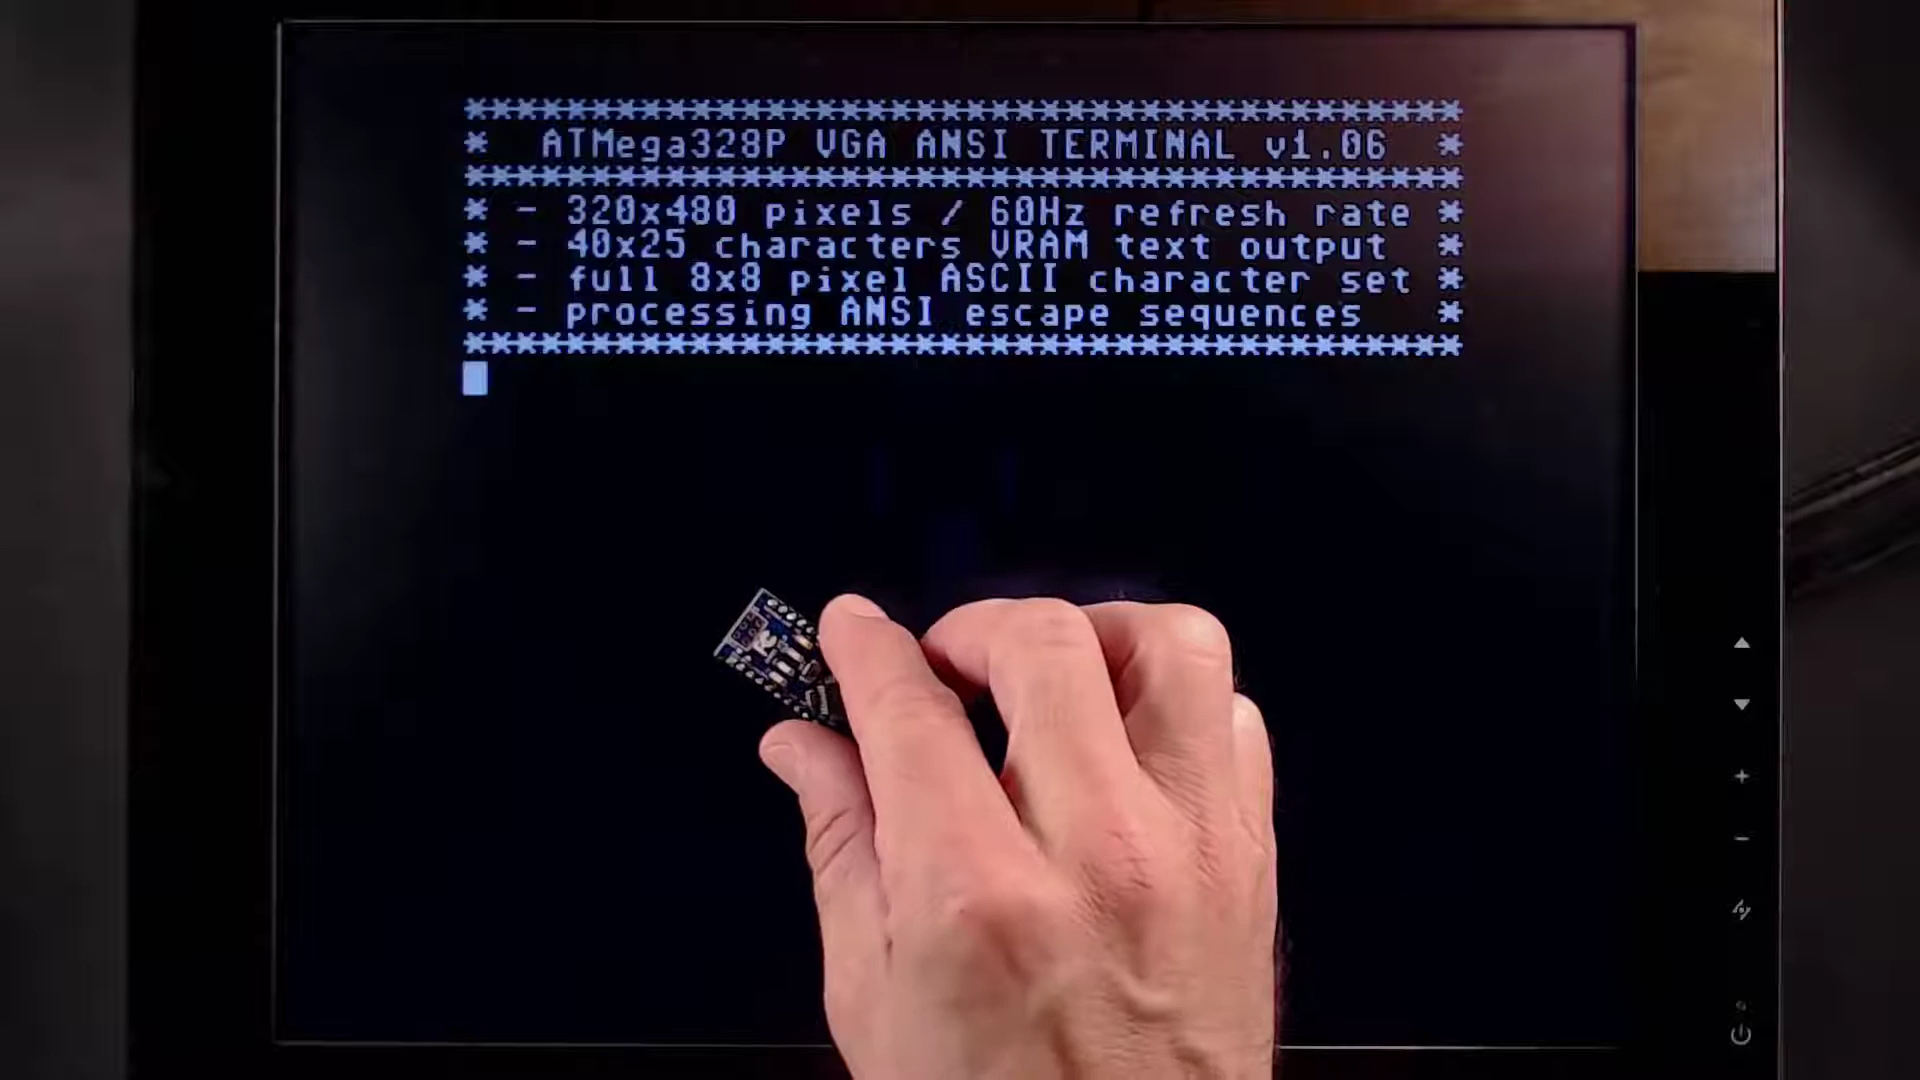 ****************************************
*  ATMega328P VGA ANSI TERMINAL v1.06  *
****************************************
* - 320x480 pixels / 60Hz refresh rate *
* - 40x25 characters VRAM text output  *
* - full 8x8 pixel ASCII character set *
* - processing ANSI escape sequences   *
****************************************